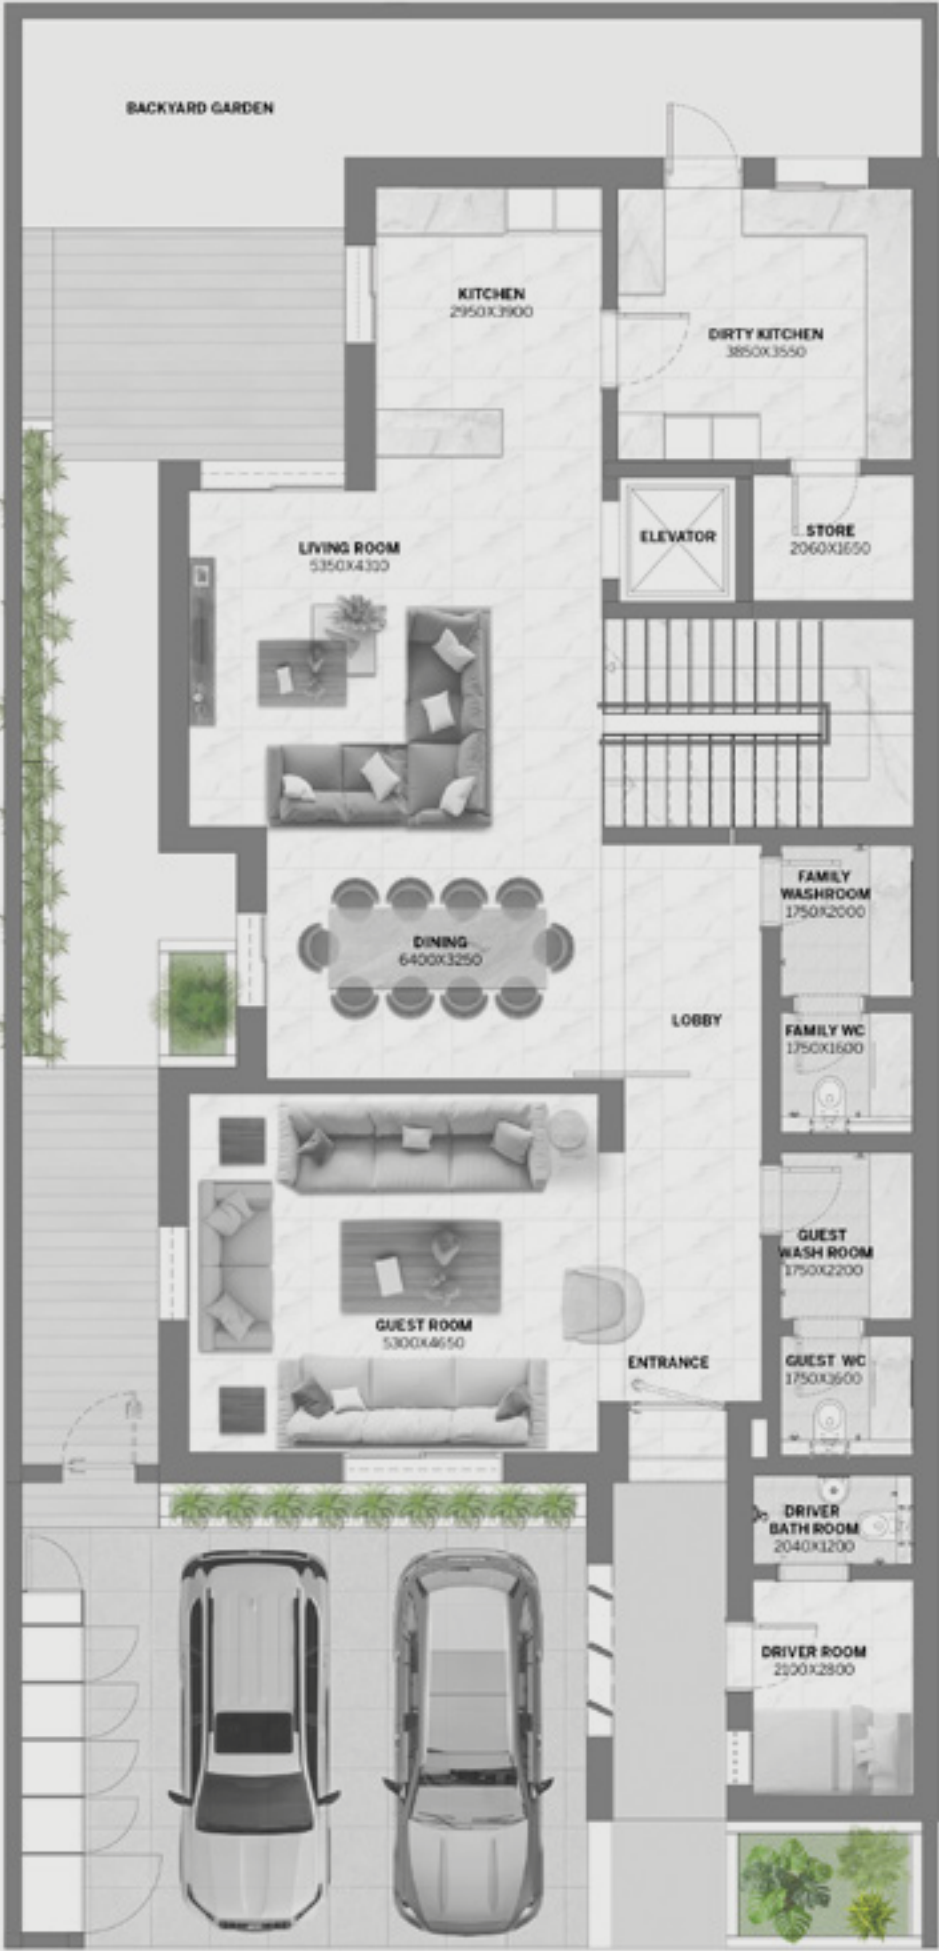 BACKYARD GARDEN
KITCHEN
2950X3900
DIRTY KITCHEN
3850X3550
ELEVATOR
STORE
2060X1650
LIVING ROOM
5350X4310
FAMILY
WASHROOM
1750X2000
DINING
6400X3250
LOBBY
FAMILY WC
1750X1600
GUEST
WASH ROOM
1750X2200
GUEST ROOM
5300X4650
ENTRANCE
GUEST WC
1750X1600
DRIVER
BATH ROOM
2040X1200
DRIVER ROOM
2100X2800